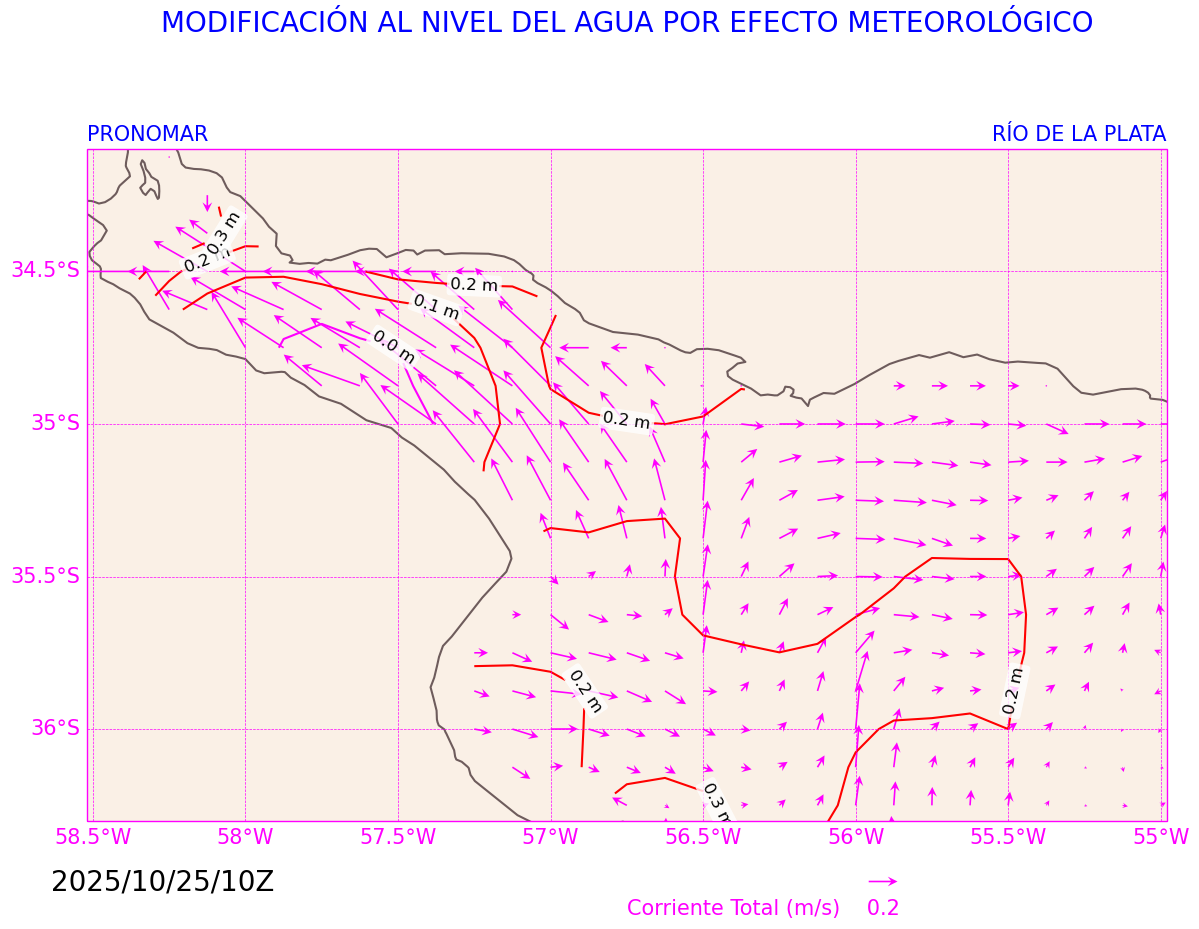 MODIFICACIÓN AL NIVEL DEL AGUA POR EFECTO METEOROLÓGICO
PRONOMAR RÍO DE LA PLATA
0.3 m
0.2 m
34.5°S
0.2 m
0.1 m
0.0 m
0.2 m
35°S
35.5°S
0.2 m
0.2 m
36°S
0.3 m
58.5°W 58°W 57.5°W 57°W 56.5°W 56°W 55.5°W 55°W
2025/10/25/10Z
Corriente Total (m/s) 0.2